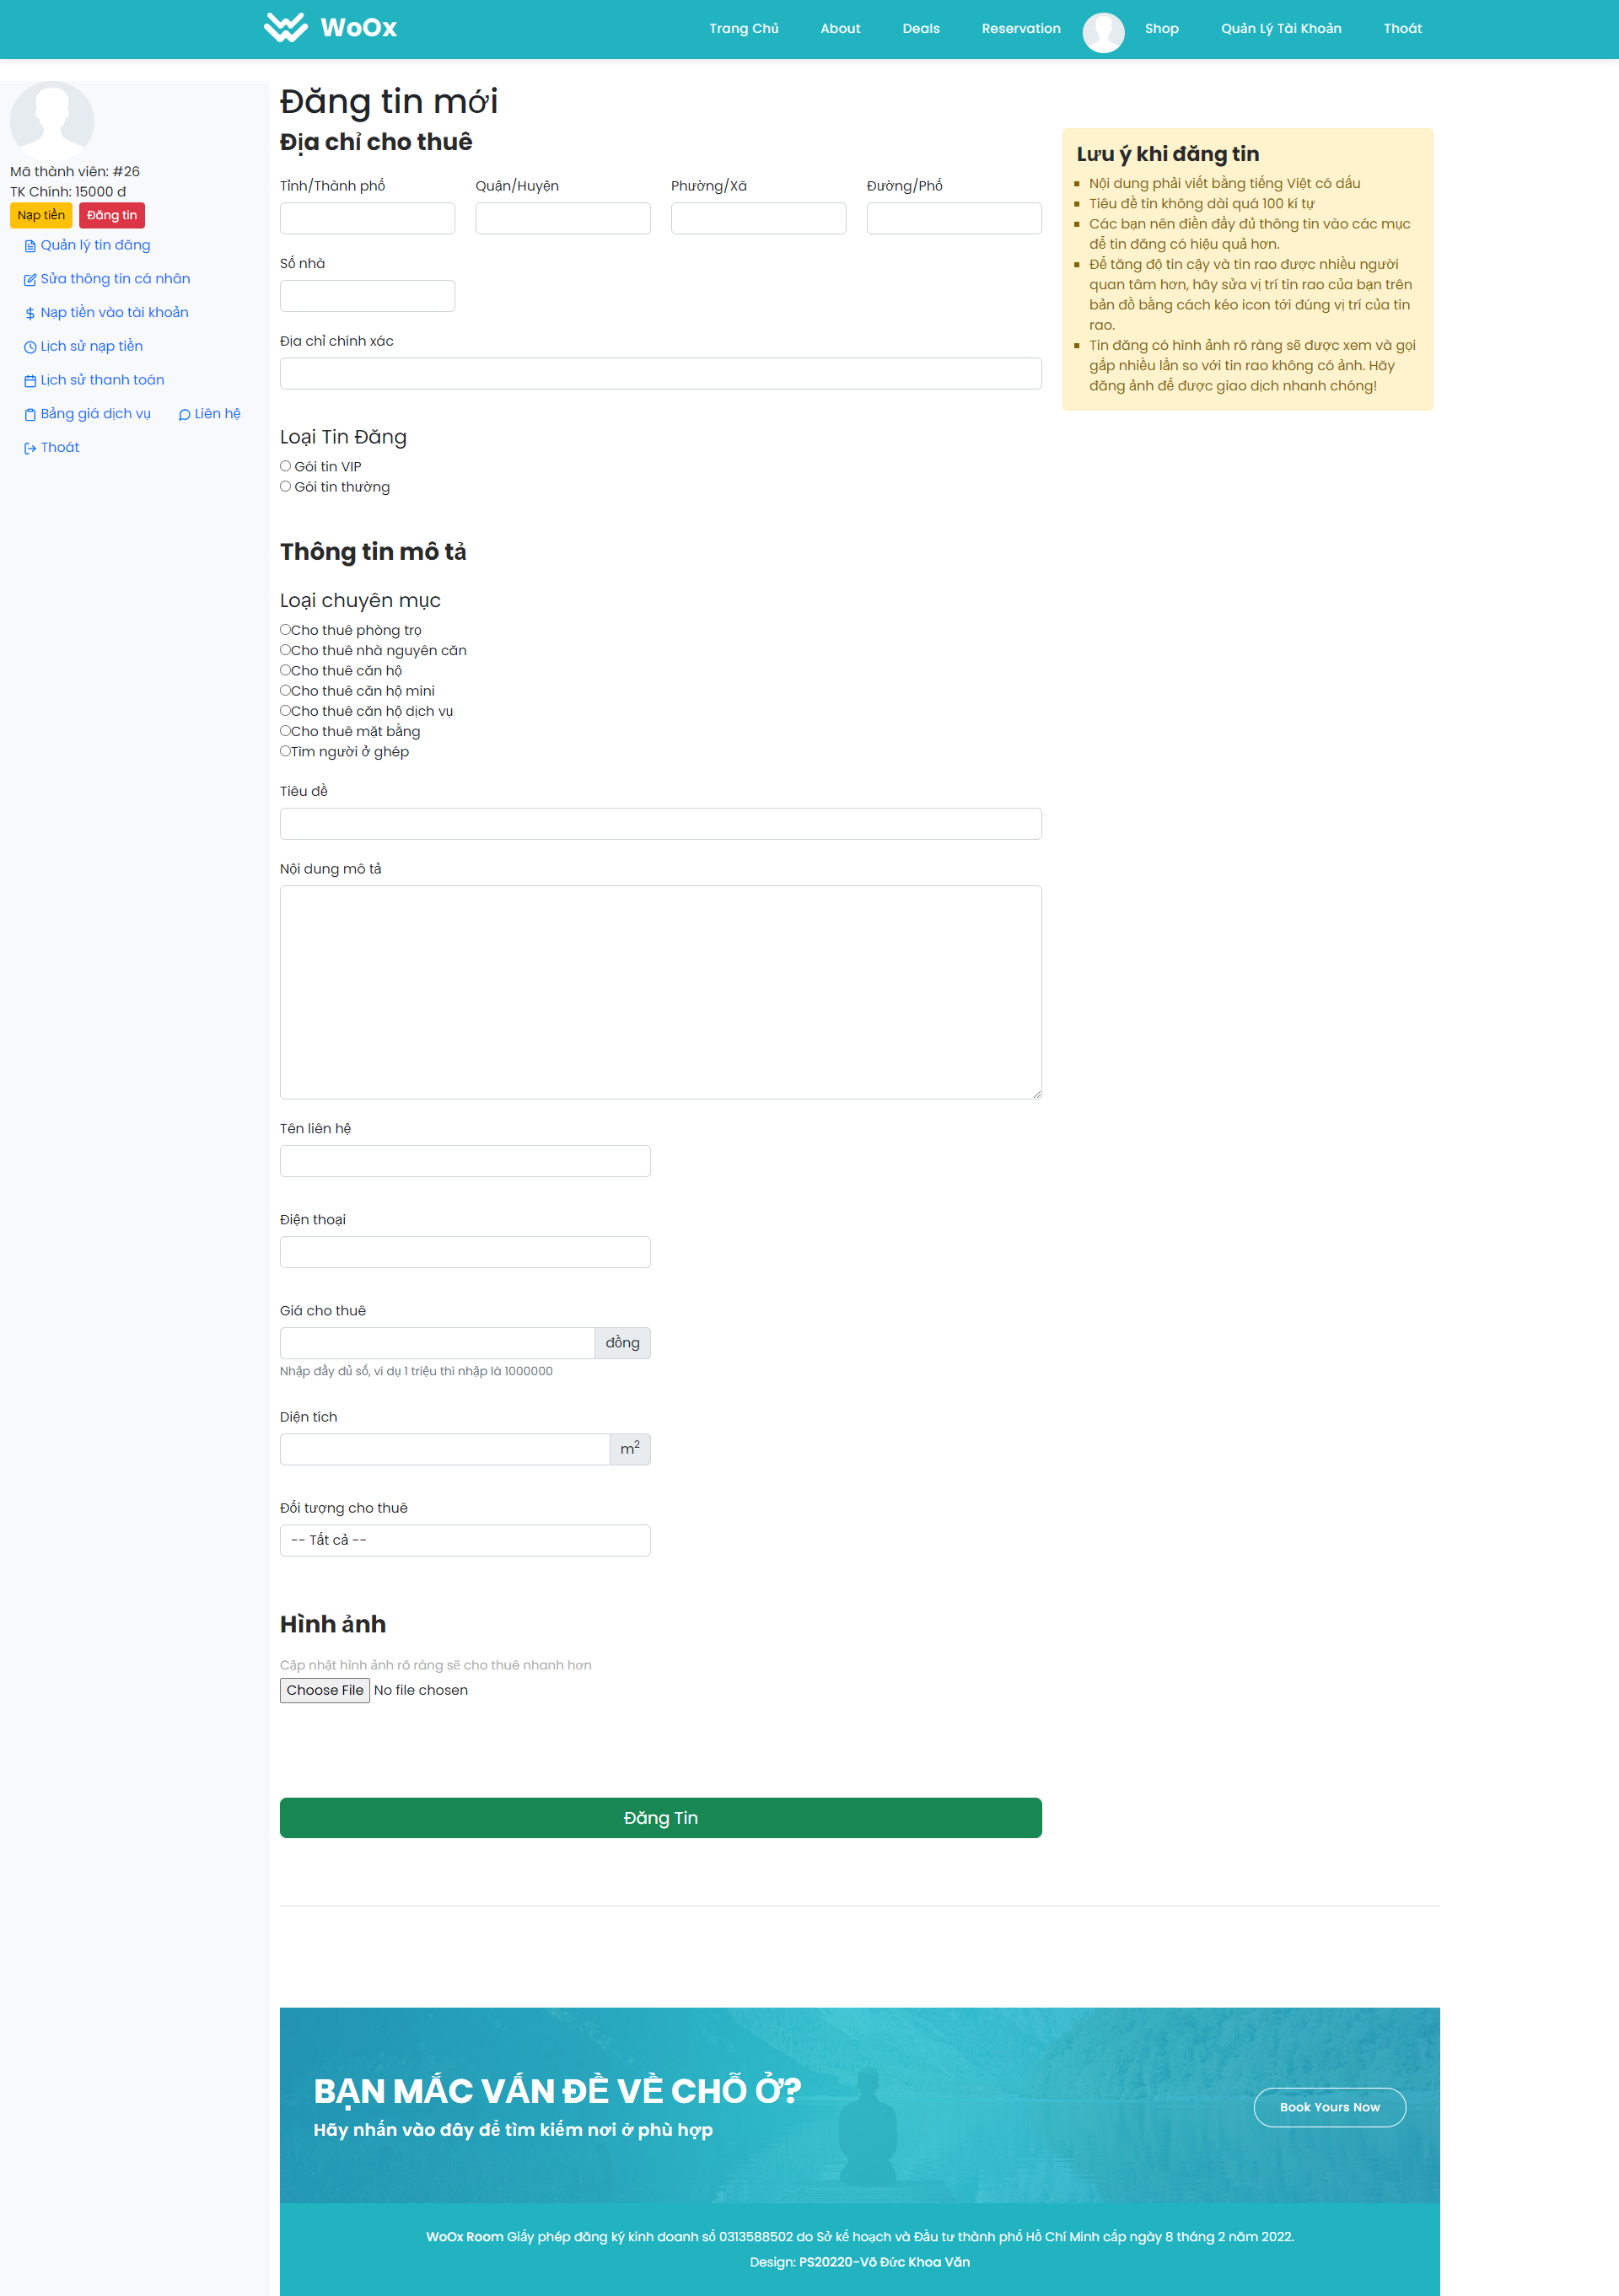 WoOx
Trang Chủ
About
Deals
Reservation
Shop
Quản Lý Tài Khoản
Thoát
Mã thành viên: #26
TK Chính: 15000 đ
Nạp tiền
Đăng tin
Quản lý tin đăng
Sửa thông tin cá nhân
Nạp tiền vào tài khoản
Lịch sử nạp tiền
Lịch sử thanh toán
Bảng giá dịch vụ
Liên hệ
Thoát
Đăng tin mới
Địa chỉ cho thuê
Tỉnh/Thành phố
Quận/Huyện
Phường/Xã
Đường/Phố
Số nhà
Địa chỉ chính xác
Loại Tin Đăng
Gói tin VIP
Gói tin thường
Thông tin mô tả
Loại chuyên mục
Cho thuê phòng trọ
Cho thuê nhà nguyên căn
Cho thuê căn hộ
Cho thuê căn hộ mini
Cho thuê căn hộ dịch vụ
Cho thuê mặt bằng
Tìm người ở ghép
Tiêu đề
Nội dung mô tả
Tên liên hệ
Điện thoại
Giá cho thuê
đồng
Nhập đầy đủ số, ví dụ 1 triệu thì nhập là 1000000
Diện tích
m²
Đối tượng cho thuê
-- Tất cả --
Hình ảnh
Cập nhật hình ảnh rõ ràng sẽ cho thuê nhanh hơn
Choose File No file chosen
Đăng Tin
Lưu ý khi đăng tin
Nội dung phải viết bằng tiếng Việt có dấu
Tiêu đề tin không dài quá 100 kí tự
Các bạn nên điền đầy đủ thông tin vào các mục
để tin đăng có hiệu quả hơn.
Để tăng độ tin cậy và tin rao được nhiều người
quan tâm hơn, hãy sửa vị trí tin rao của bạn trên
bản đồ bằng cách kéo icon tới đúng vị trí của tin
rao.
Tin đăng có hình ảnh rõ ràng sẽ được xem và gọi
gấp nhiều lần so với tin rao không có ảnh. Hãy
đăng ảnh để được giao dịch nhanh chóng!
BẠN MẮC VẤN ĐỀ VỀ CHỖ Ở?
Hãy nhấn vào đây để tìm kiếm nơi ở phù hợp
Book Yours Now
WoOx Room Giấy phép đăng ký kinh doanh số 0313588502 do Sở kế hoạch và Đầu tư thành phố Hồ Chí Minh cấp ngày 8 tháng 2 năm 2022.
Design: PS20220-Võ Đức Khoa Văn